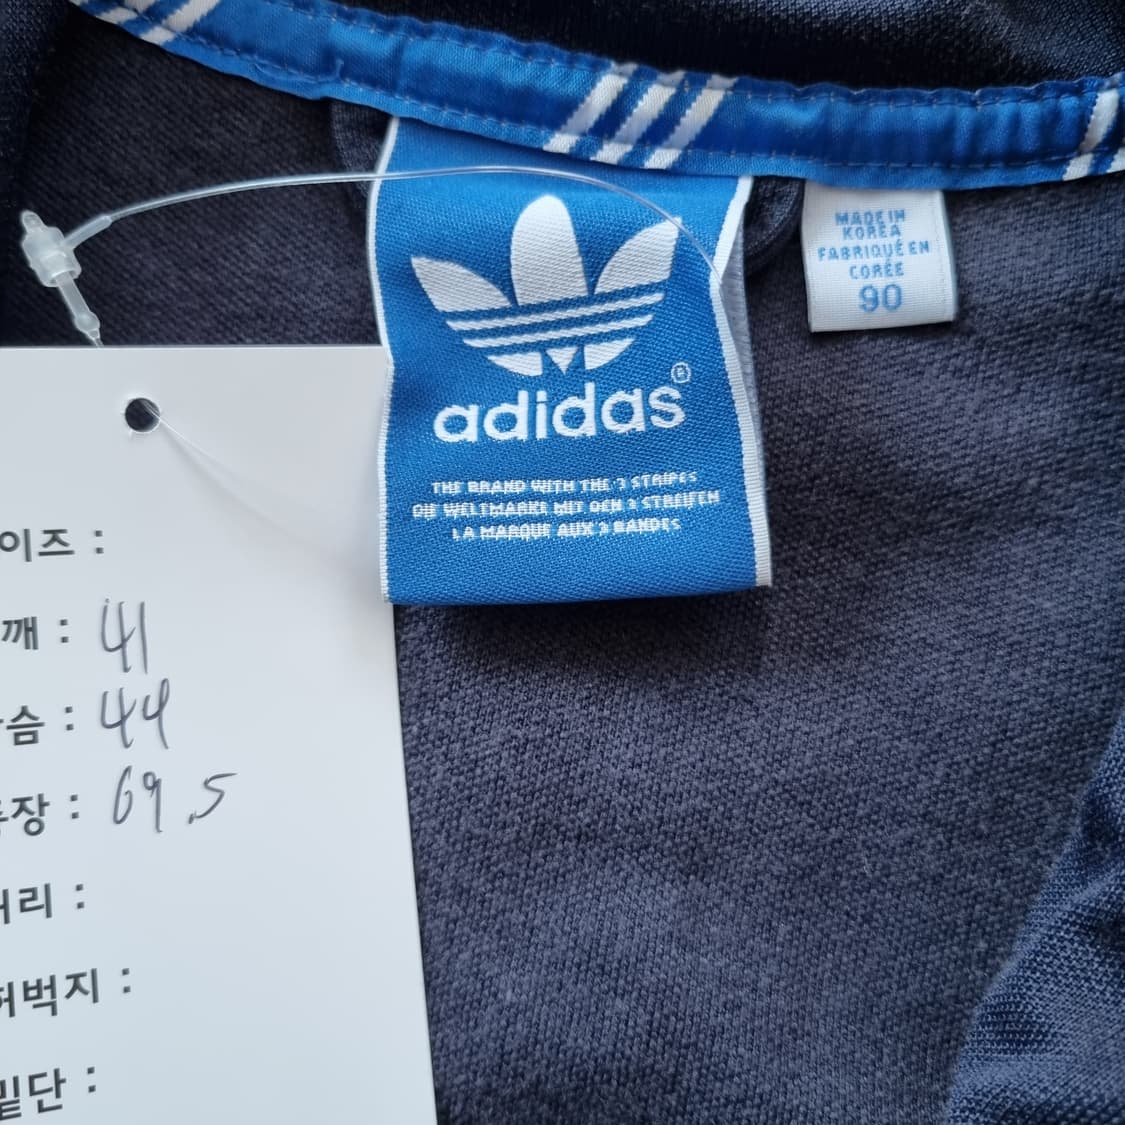 adidas®
THE BRAND WITH THE 3 STRIPES
DIE WELTMARKE MIT DEN 3 STREIFEN
LA MARQUE AUX 3 BANDES
MADE IN
KOREA
FABRIQUÉ EN
CORÉE
90
이즈 :
깨 : 41
슴 : 44
장 : 69.5
리 :
벅지 :
밑단 :